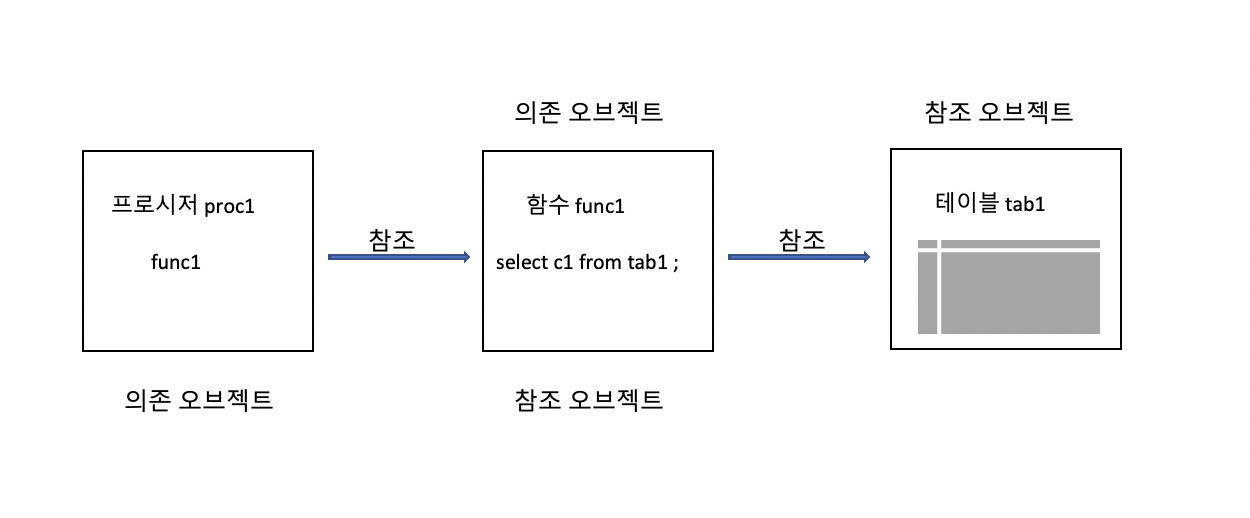 의존 오브젝트
참조 오브젝트
프로시저 proc1
func1
참조
함수 func1
select c1 from tab1 ;
참조
테이블 tab1
의존 오브젝트
참조 오브젝트